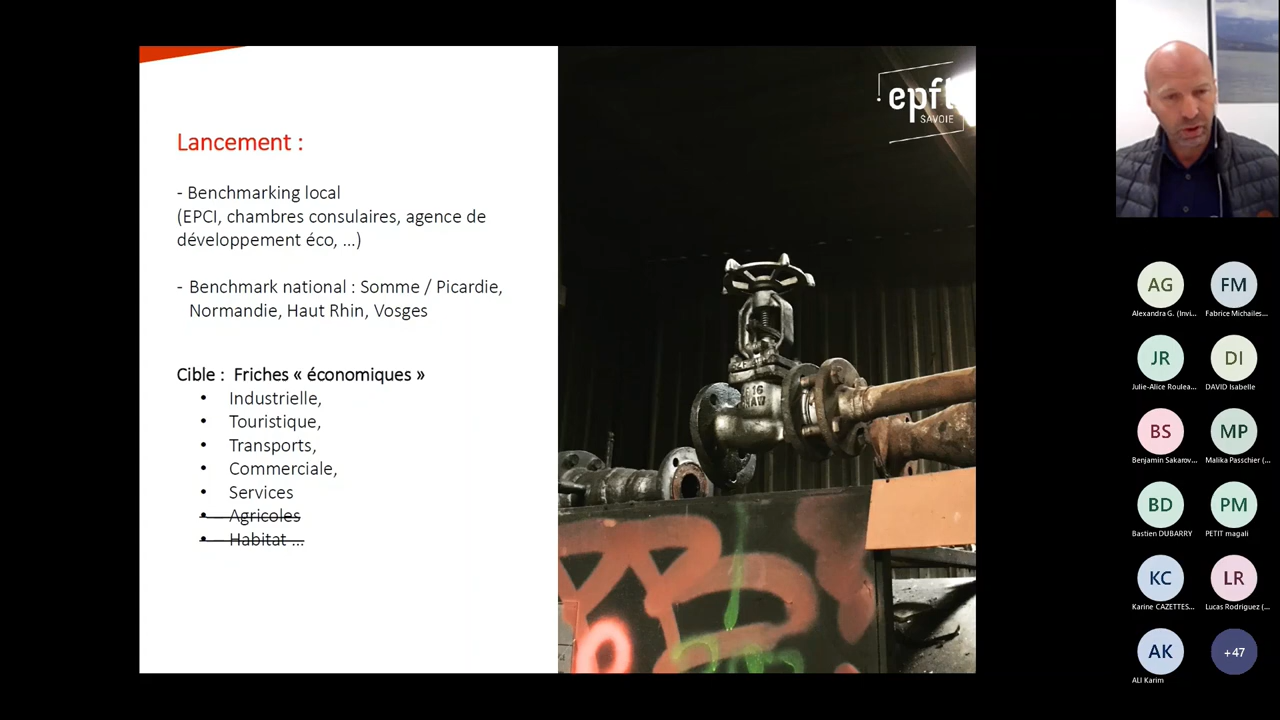 Lancement :
- Benchmarking local
(EPCI, chambres consulaires, agence de
développement éco, ...)
- Benchmark national : Somme / Picardie,
Normandie, Haut Rhin, Vosges
Cible : Friches « économiques »
• Industrielle,
• Touristique,
• Transports,
• Commerciale,
• Services
• Agricoles
• Habitat ...
SAVOIE
16
AG
FM
Alexandra G. (Invi...
Fabrice Michailes...
JR
DI
Julie-Alice Roulea...
DAVID Isabelle
BS
MP
Benjamin Sakarov...
Malika Passchier (...
BD
PM
Bastien DUBARRY
PETIT magali
KC
LR
Karine CAZETTES...
Lucas Rodriguez (...
AK
+47
ALI Karim